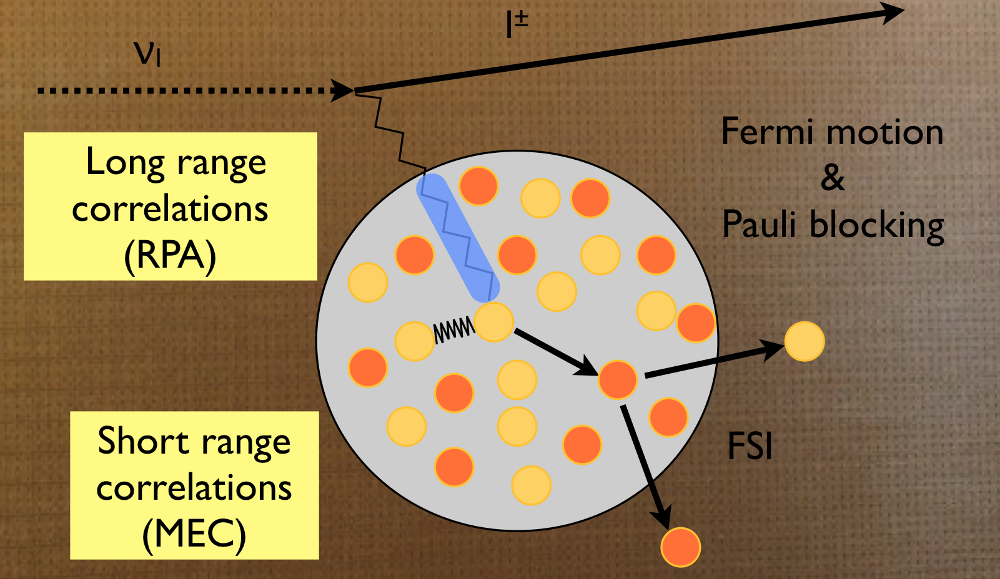 l±
νl
Long range
correlations
(RPA)
Fermi motion
&
Pauli blocking
Short range
correlations
(MEC)
FSI